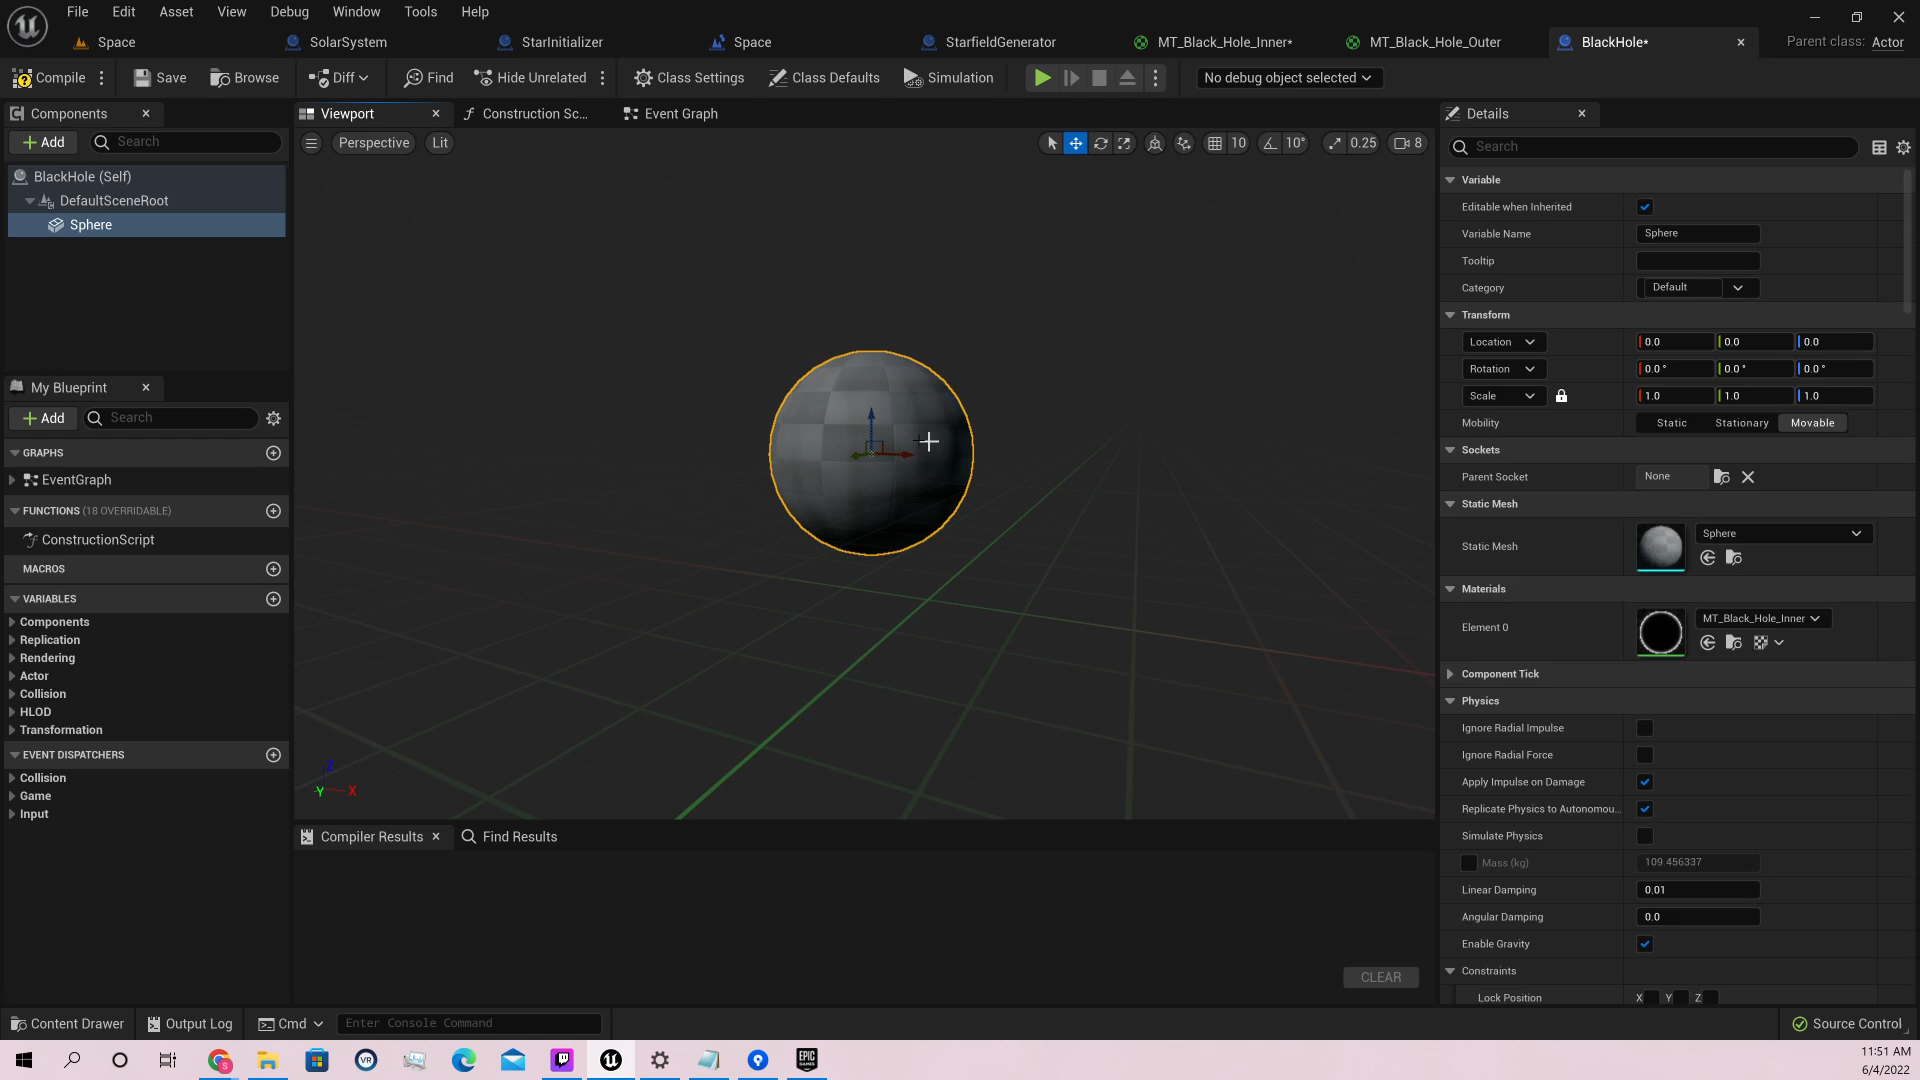 File Edit Asset View Debug Window Tools Help
Space SolarSystem StarInitializer Space StarfieldGenerator MT_Black_Hole_Inner* MT_Black_Hole_Outer BlackHole* Parent class: Actor
Compile Save Browse Diff Find Hide Unrelated Class Settings Class Defaults Simulation No debug object selected
Components
Add Search
BlackHole (Self)
DefaultSceneRoot
Sphere
My Blueprint
Add Search
GRAPHS
EventGraph
FUNCTIONS (18 OVERRIDABLE)
ConstructionScript
MACROS
VARIABLES
Components
Replication
Rendering
Actor
Collision
HLOD
Transformation
EVENT DISPATCHERS
Collision
Game
Input
Viewport Construction Sc... Event Graph
Perspective Lit 10 10° 0.25 8
Z
Y X
Compiler Results Find Results
CLEAR
Details
Search
Variable
Editable when Inherited
Variable Name Sphere
Tooltip
Category Default
Transform
Location 0.0 0.0 0.0
Rotation 0.0° 0.0° 0.0°
Scale 1.0 1.0 1.0
Mobility Static Stationary Movable
Sockets
Parent Socket None
Static Mesh
Static Mesh Sphere
Materials
Element 0 MT_Black_Hole_Inner
Component Tick
Physics
Ignore Radial Impulse
Ignore Radial Force
Apply Impulse on Damage
Replicate Physics to Autonomou...
Simulate Physics
Mass (kg) 109.456337
Linear Damping 0.01
Angular Damping 0.0
Enable Gravity
Constraints
Lock Position X Y Z
Content Drawer Output Log Cmd Enter Console Command Source Control
VR EPIC GAMES
11:51 AM
6/4/2022